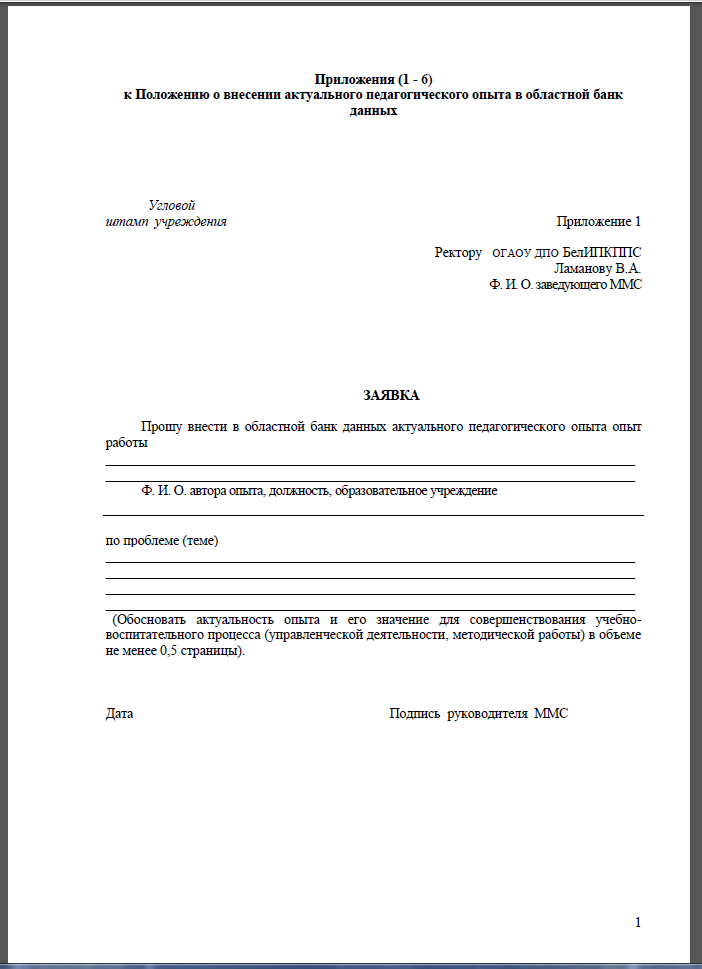 Приложения (1 - 6)
к Положению о внесении актуального педагогического опыта в областной банк
данных
Угловой
штамп учреждения
Приложение 1
Ректору ОГАОУ ДПО БелИПКППС
Ламанову В.А.
Ф. И. О. заведующего ММС
ЗАЯВКА
Прошу внести в областной банк данных актуального педагогического опыта опыт
работы
Ф. И. О. автора опыта, должность, образовательное учреждение
по проблеме (теме)
(Обосновать актуальность опыта и его значение для совершенствования учебно-
воспитательного процесса (управленческой деятельности, методической работы) в объеме
не менее 0,5 страницы).
Дата Подпись руководителя ММС
1